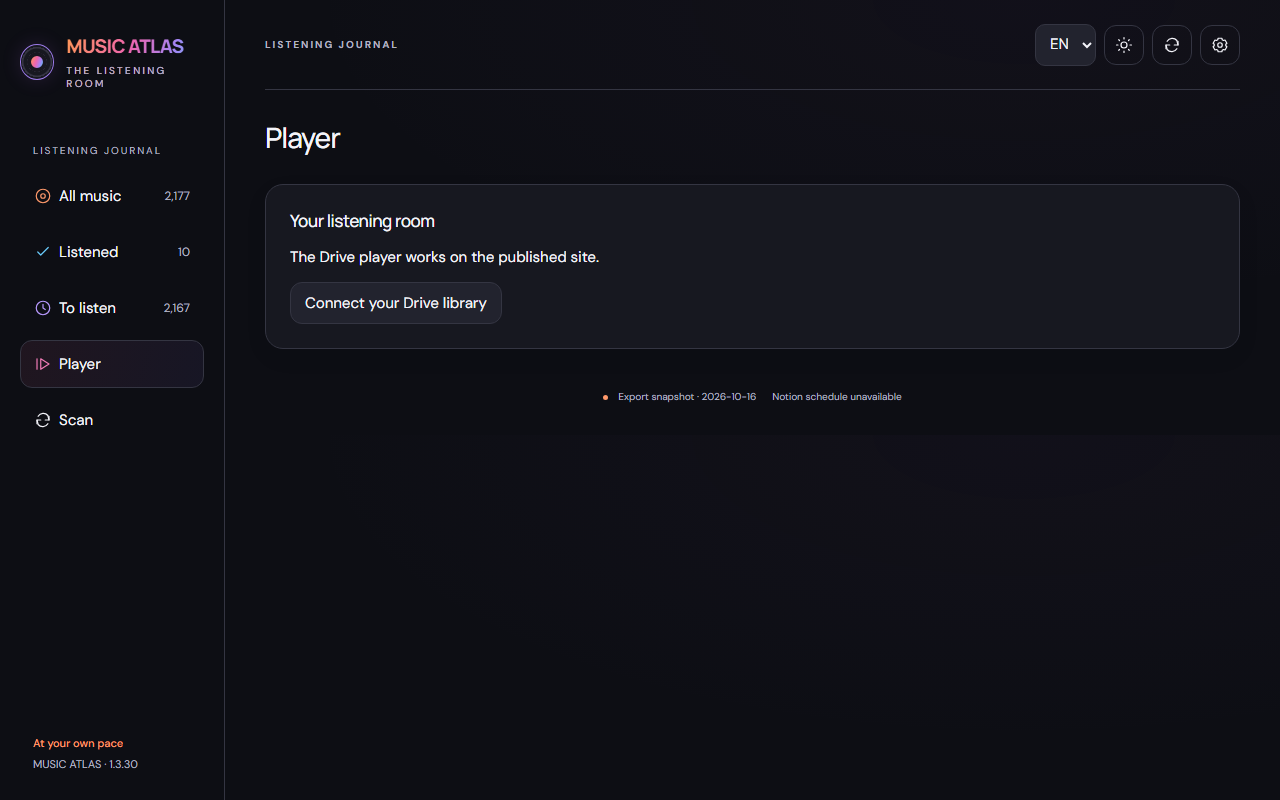 MUSIC ATLAS
THE LISTENING
ROOM
LISTENING JOURNAL
All music 2,177
Listened 10
To listen 2,167
Player
Scan
At your own pace
MUSIC ATLAS · 1.3.30
LISTENING JOURNAL
EN
Player
Your listening room
The Drive player works on the published site.
Connect your Drive library
Export snapshot · 2026-10-16 Notion schedule unavailable